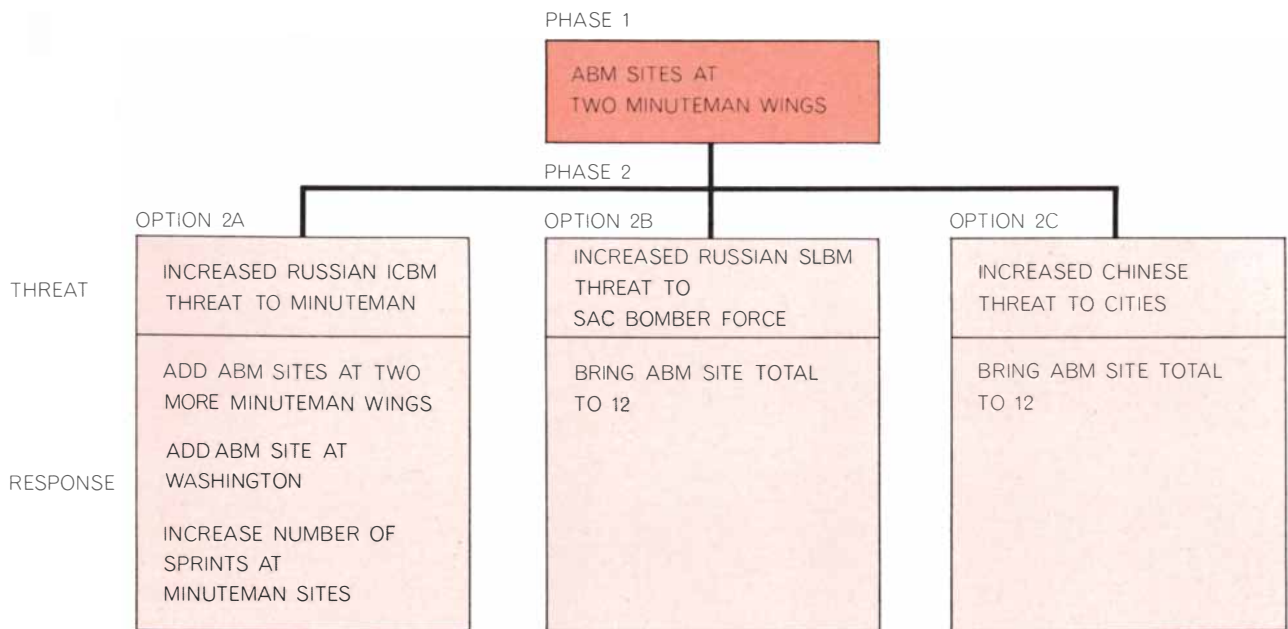 PHASE 1
ABM SITES AT
TWO MINUTEMAN WINGS
PHASE 2
OPTION 2A
OPTION 2B
OPTION 2C
THREAT
INCREASED RUSSIAN ICBM
THREAT TO MINUTEMAN
INCREASED RUSSIAN SLBM
THREAT TO
SAC BOMBER FORCE
INCREASED CHINESE
THREAT TO CITIES
RESPONSE
ADD ABM SITES AT TWO
MORE MINUTEMAN WINGS
ADD ABM SITE AT
WASHINGTON
INCREASE NUMBER OF
SPRINTS AT
MINUTEMAN SITES
BRING ABM SITE TOTAL
TO 12
BRING ABM SITE TOTAL
TO 12